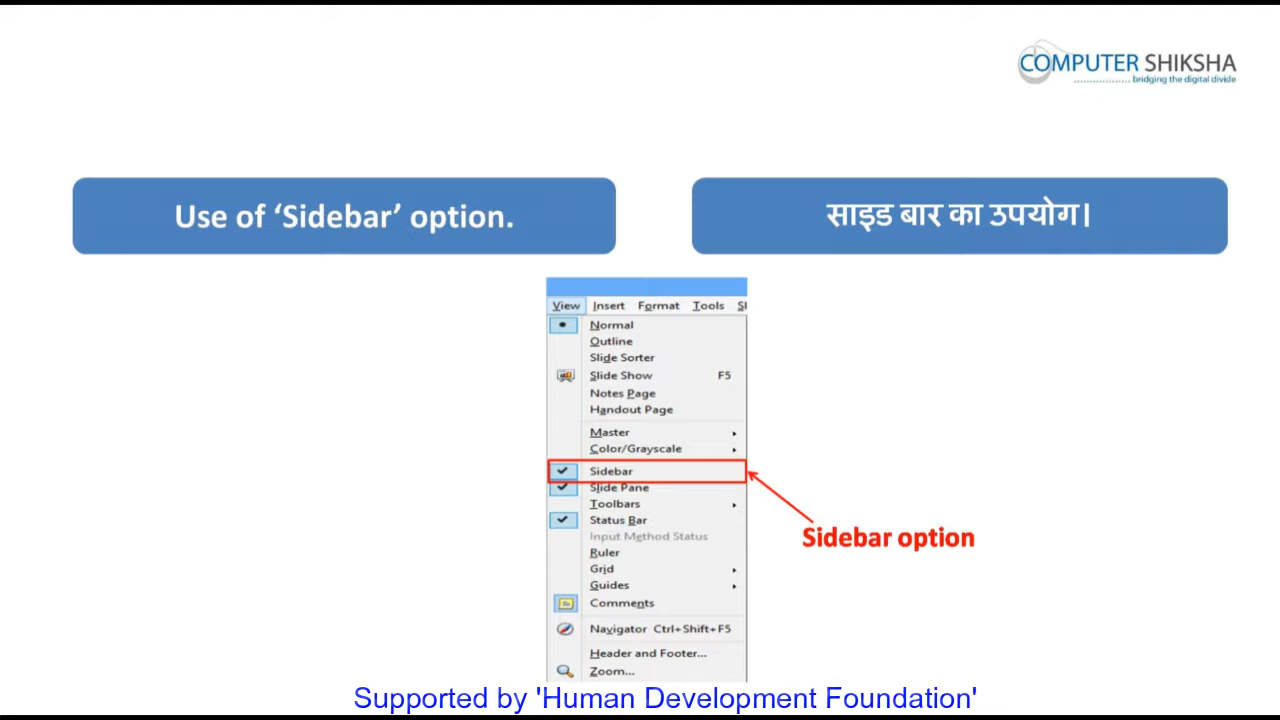 COMPUTER SHIKSHA
bridging the digital divide
Use of ‘Sidebar’ option.
साइड बार का उपयोग।
View Insert Format Tools Sl
Normal
Outline
Slide Sorter
Slide Show F5
Notes Page
Handout Page
Master
Color/Grayscale
Sidebar
Slide Pane
Toolbars
Status Bar
Input Method Status
Ruler
Grid
Guides
Comments
Navigator Ctrl+Shift+F5
Header and Footer...
Zoom...
Sidebar option
Supported by 'Human Development Foundation'